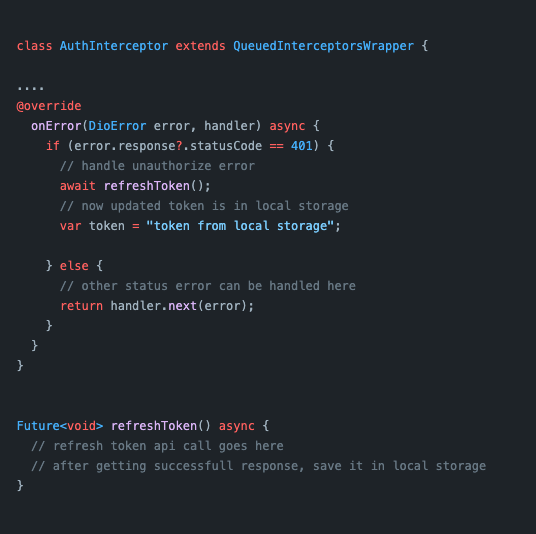 class AuthInterceptor extends QueuedInterceptorsWrapper {
....
@override
onError(DioError error, handler) async {
if (error.response?.statusCode == 401) {
// handle unauthorize error
await refreshToken();
// now updated token is in local storage
var token = "token from local storage";
} else {
// other status error can be handled here
return handler.next(error);
}
}
}
Future<void> refreshToken() async {
// refresh token api call goes here
// after getting successfull response, save it in local storage
}